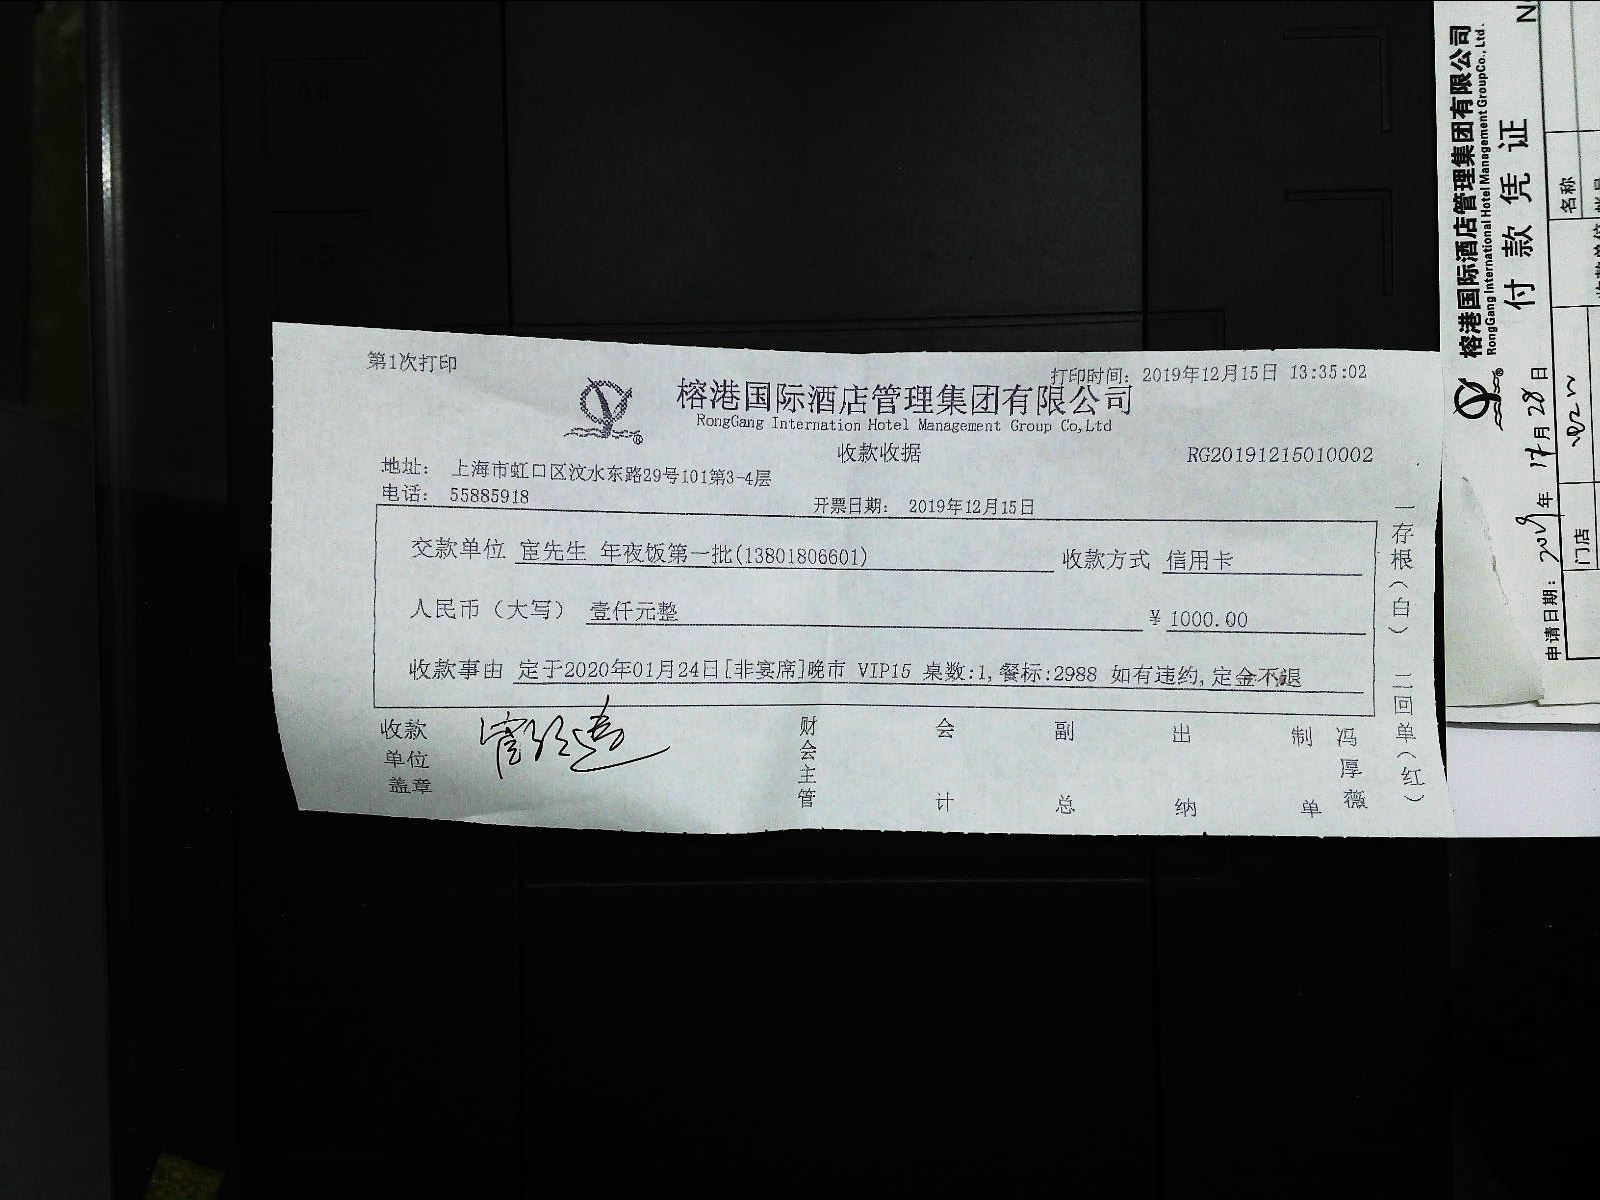 第1次打印
打印时间: 2019年12月15日 13:35:02
榕港国际酒店管理集团有限公司
RongGang Internation Hotel Management Group Co,Ltd
收款收据
RG20191215010002
地址: 上海市虹口区汶水东路29号101第3-4层
电话: 55885918
开票日期: 2019年12月15日
交款单位 宦先生 年夜饭第一批(13801806601) 收款方式 信用卡
人民币(大写) 壹仟元整 ¥ 1000.00
收款事由 定于2020年01月24日[非宴席]晚市 VIP15 桌数:1,餐标:2988 如有违约,定金不退
收款单位盖章
财会主管
会计
副总
出纳
制单
冯厚薇
一存根(白) 二回单(红)
榕港国际酒店管理集团有限公司
RongGang International Hotel Management GroupCo., Ltd.
付款凭证
申请日期: 2019年 12月28日
门店
名称